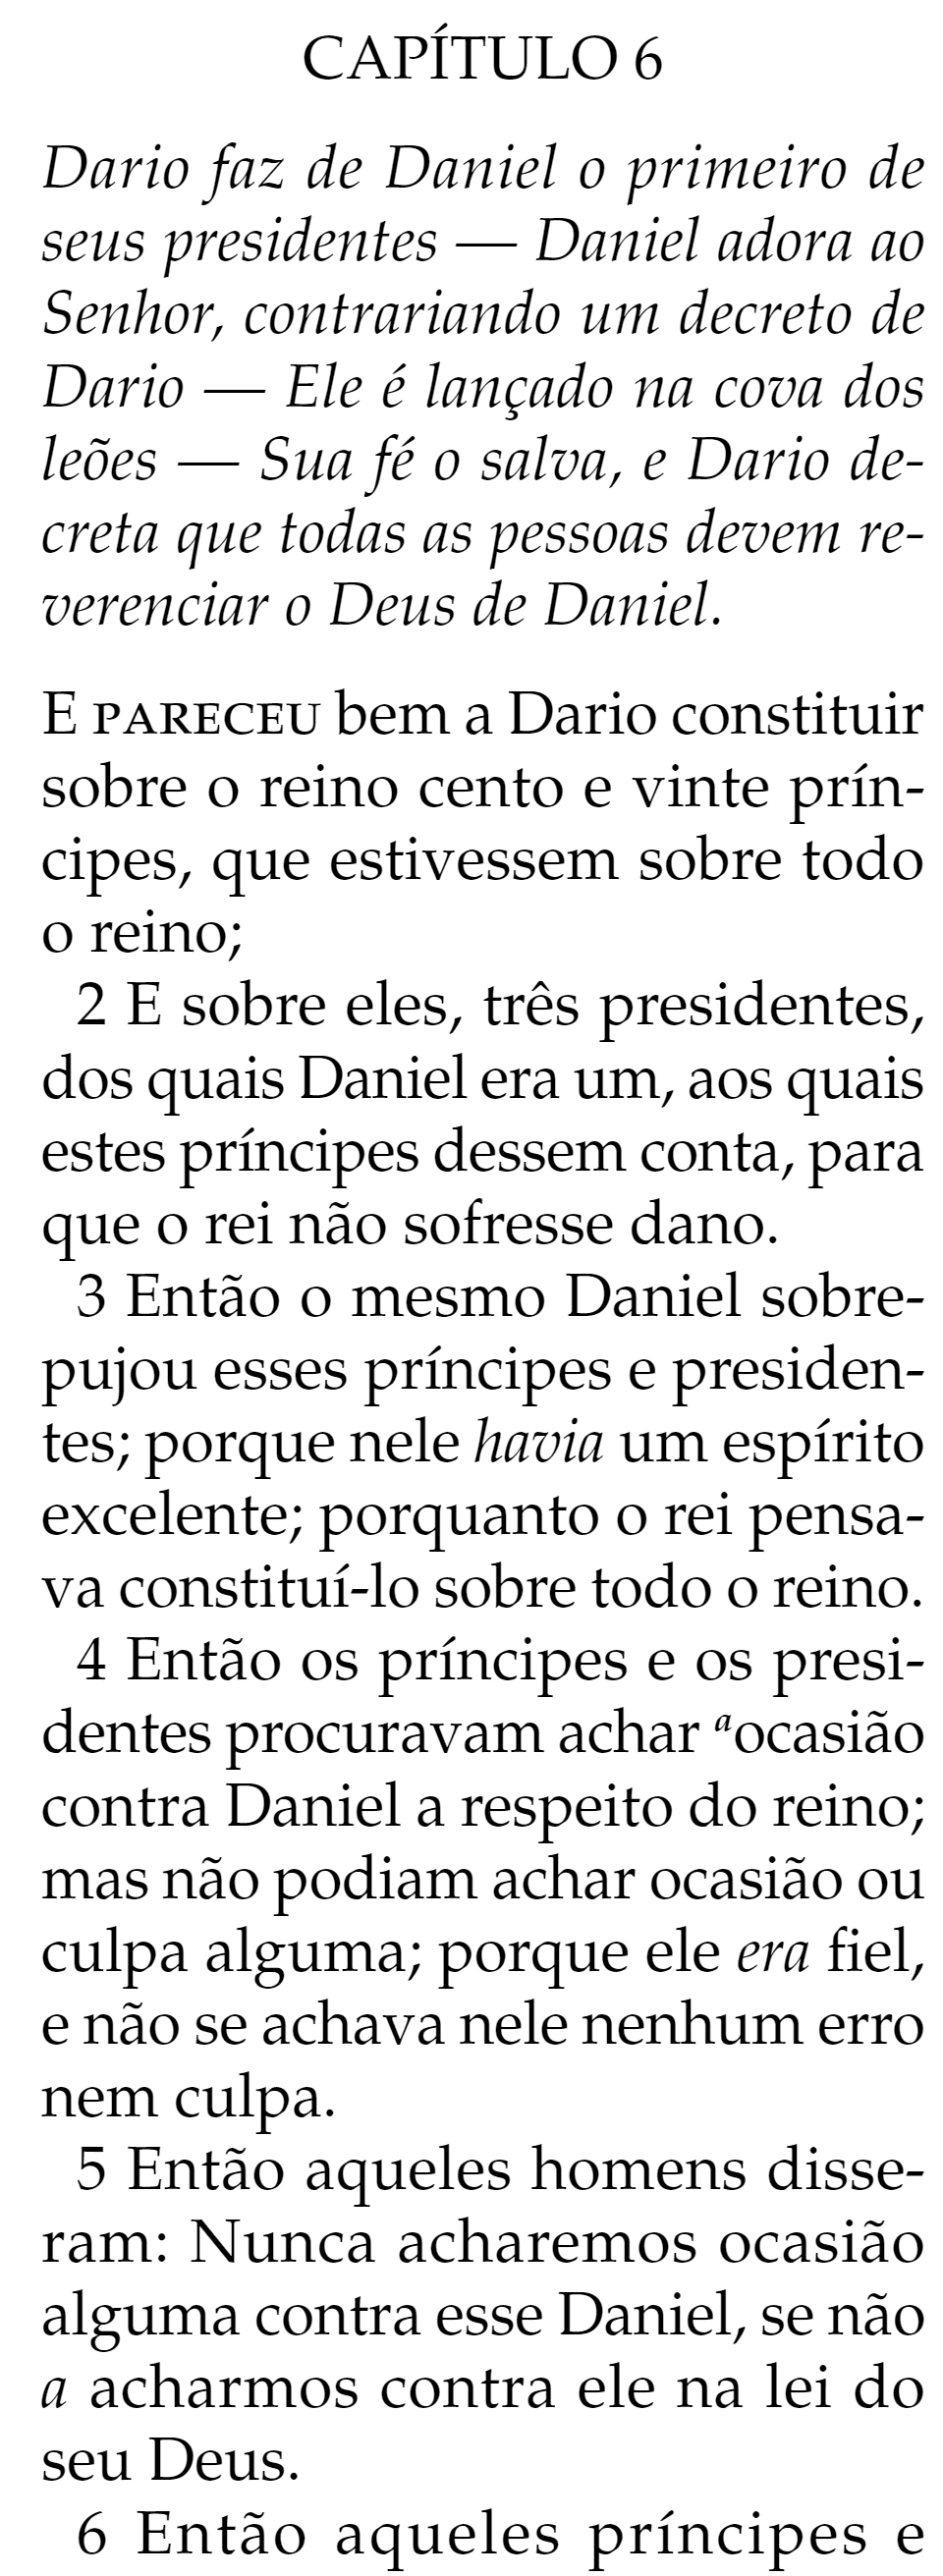 CAPÍTULO 6
Dario faz de Daniel o primeiro de
seus presidentes — Daniel adora ao
Senhor, contrariando um decreto de
Dario — Ele é lançado na cova dos
leões — Sua fé o salva, e Dario de-
creta que todas as pessoas devem re-
verenciar o Deus de Daniel.
E PARECEU bem a Dario constituir
sobre o reino cento e vinte prín-
cipes, que estivessem sobre todo
o reino;
2 E sobre eles, três presidentes,
dos quais Daniel era um, aos quais
estes príncipes dessem conta, para
que o rei não sofresse dano.
3 Então o mesmo Daniel sobre-
pujou esses príncipes e presiden-
tes; porque nele havia um espírito
excelente; porquanto o rei pensa-
va constituí-lo sobre todo o reino.
4 Então os príncipes e os presi-
dentes procuravam achar aocasião
contra Daniel a respeito do reino;
mas não podiam achar ocasião ou
culpa alguma; porque ele era fiel,
e não se achava nele nenhum erro
nem culpa.
5 Então aqueles homens disse-
ram: Nunca acharemos ocasião
alguma contra esse Daniel, se não
a acharmos contra ele na lei do
seu Deus.
6 Então aqueles príncipes e